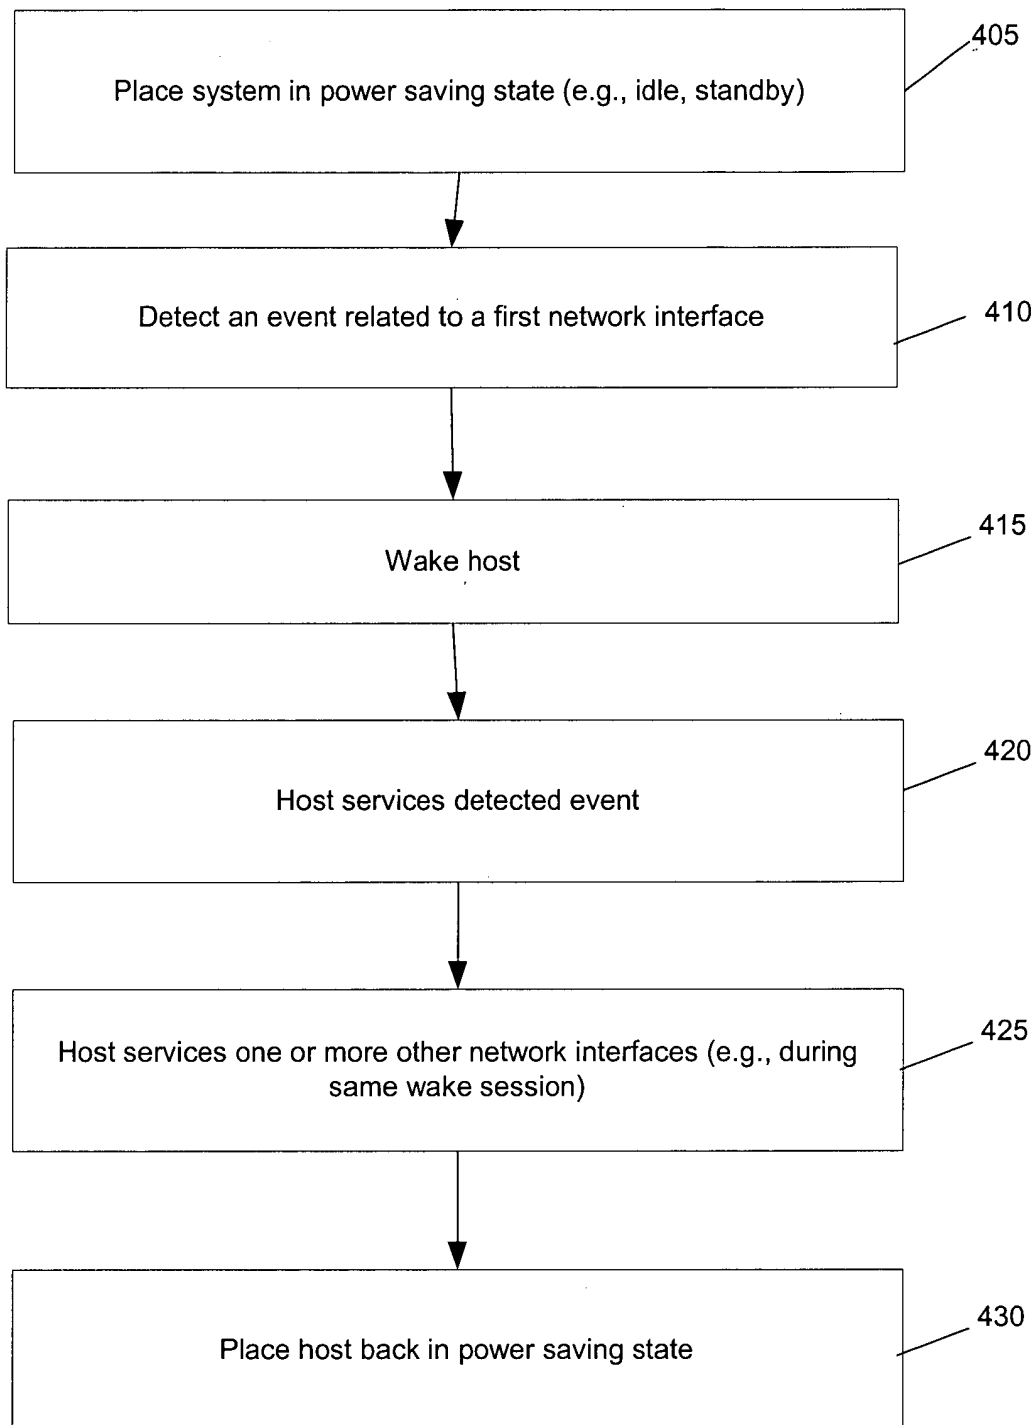 405
Place system in power saving state (e.g., idle, standby)
Detect an event related to a first network interface
410
415
Wake host
420
Host services detected event
425
Host services one or more other network interfaces (e.g., during
same wake session)
430
Place host back in power saving state